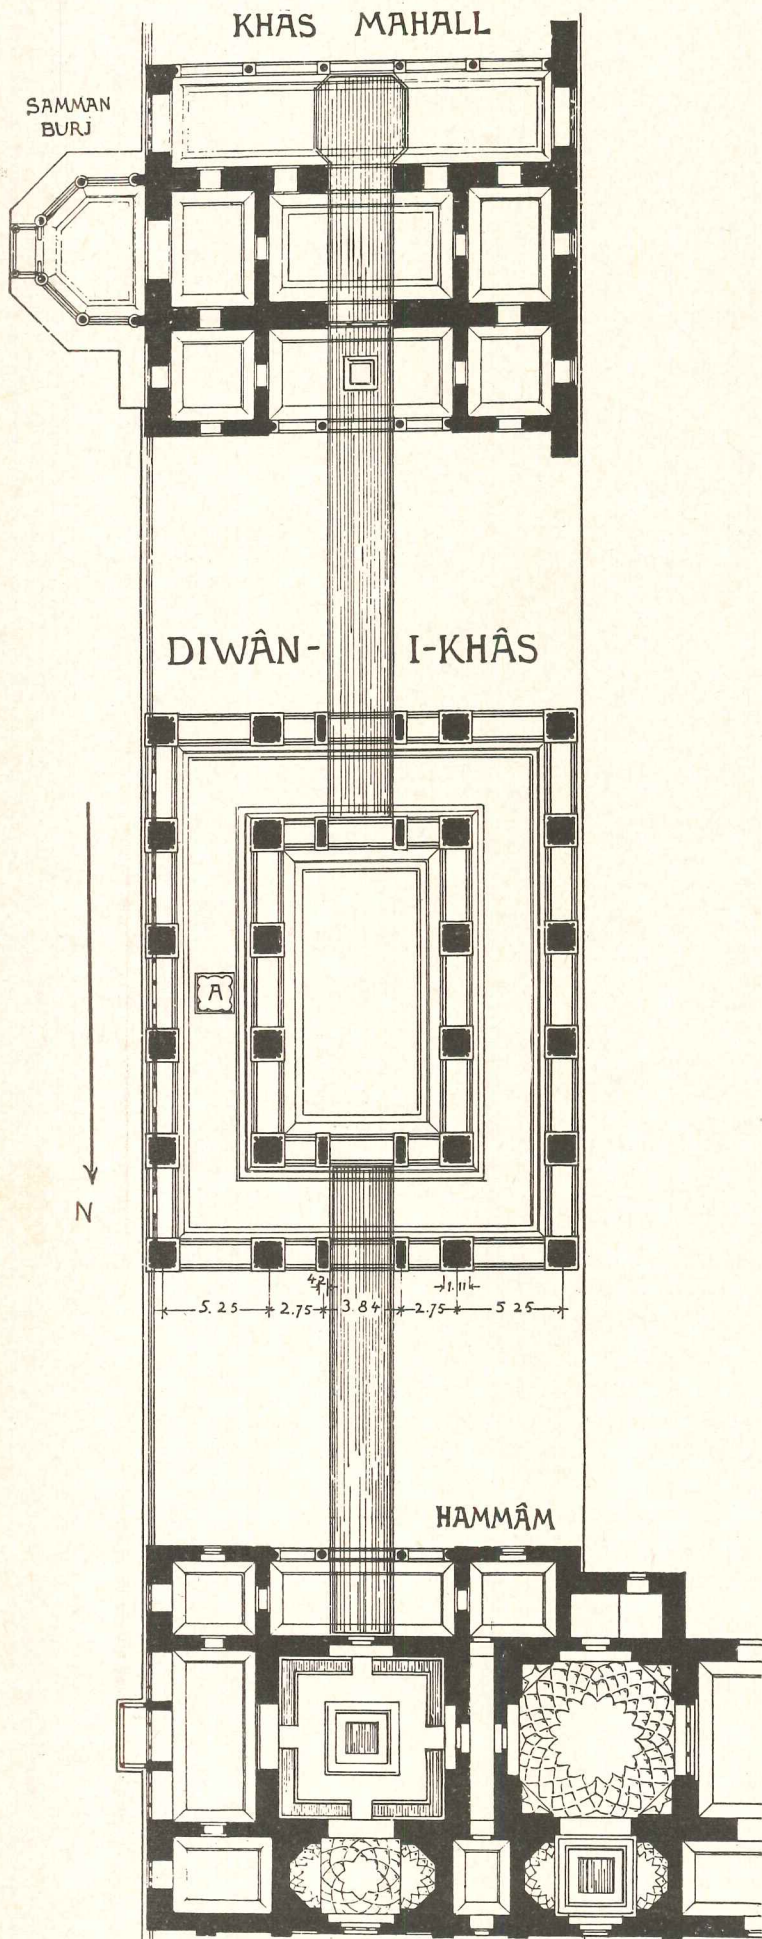 KHAS MAHALL
SAMMAN
BURJ
DIWÂN-I-KHÂS
A
N
42 1.11
5.25 2.75 3.84 2.75 5 25
HAMMÂM